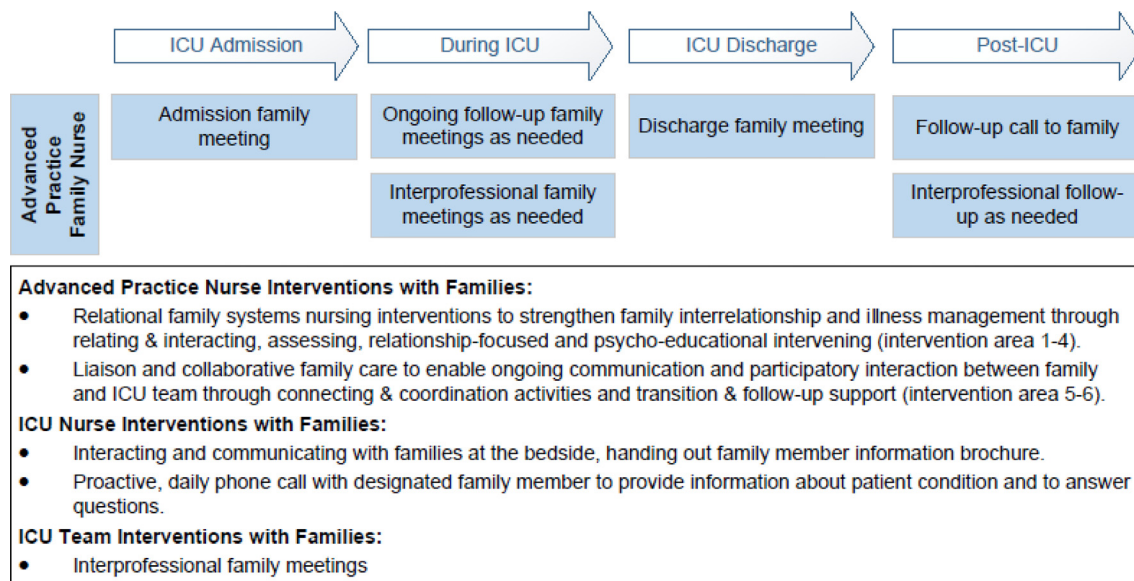 ICU Admission
During ICU
ICU Discharge
Post-ICU
Advanced
Practice
Family Nurse
Admission family
meeting
Ongoing follow-up family
meetings as needed
Discharge family meeting
Follow-up call to family
Interprofessional family
meetings as needed
Interprofessional follow-
up as needed
Advanced Practice Nurse Interventions with Families:
• Relational family systems nursing interventions to strengthen family interrelationship and illness management through
relating & interacting, assessing, relationship-focused and psycho-educational intervening (intervention area 1-4).
• Liaison and collaborative family care to enable ongoing communication and participatory interaction between family
and ICU team through connecting & coordination activities and transition & follow-up support (intervention area 5-6).
ICU Nurse Interventions with Families:
• Interacting and communicating with families at the bedside, handing out family member information brochure.
• Proactive, daily phone call with designated family member to provide information about patient condition and to answer
questions.
ICU Team Interventions with Families:
• Interprofessional family meetings